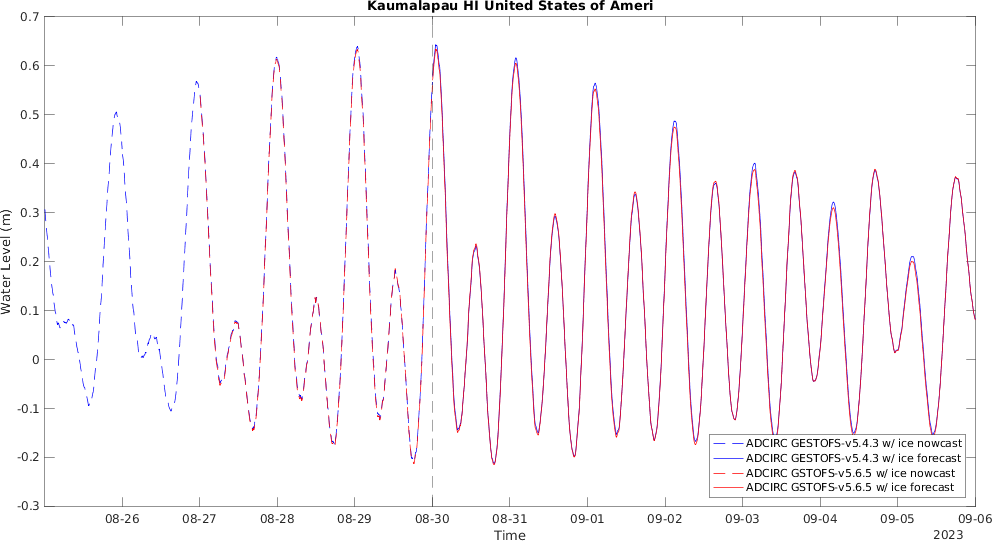 Kaumalapau HI United States of Ameri
0.7
0.6
0.5
0.4
0.3
0.2
0.1
0
-0.1
-0.2
-0.3
Water Level (m)
ADCIRC GESTOFS-v5.4.3 w/ ice nowcast
ADCIRC GESTOFS-v5.4.3 w/ ice forecast
ADCIRC GSTOFS-v5.6.5 w/ ice nowcast
ADCIRC GSTOFS-v5.6.5 w/ ice forecast
08-26 08-27 08-28 08-29 08-30 08-31 09-01 09-02 09-03 09-04 09-05 09-06
Time
2023